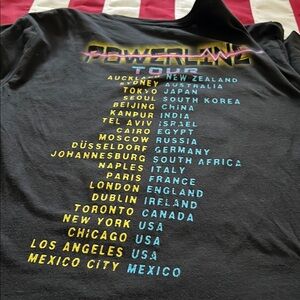 POWERLAND
TOUR
AUCKLAND NEW ZEALAND
SYDNEY AUSTRALIA
TOKYO JAPAN
SEOUL SOUTH KOREA
BEIJING CHINA
KANPUR INDIA
TEL AVIV ISRAEL
CAIRO EGYPT
MOSCOW RUSSIA
DÜSSELDORF GERMANY
JOHANNESBURG SOUTH AFRICA
NAPLES ITALY
PARIS FRANCE
LONDON ENGLAND
DUBLIN IRELAND
TORONTO CANADA
NEW YORK USA
CHICAGO USA
LOS ANGELES USA
MEXICO CITY MEXICO